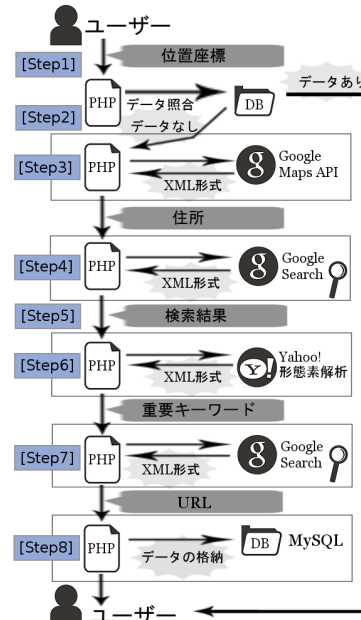 ユーザー
[Step1]
位置座標
PHP
データ照合
DB
データあり
[Step2]
データなし
[Step3]
PHP
Google
Maps API
XML形式
住所
[Step4]
PHP
Google
Search
XML形式
[Step5]
検索結果
[Step6]
PHP
Yahoo!
形態素解析
XML形式
重要キーワード
[Step7]
PHP
Google
Search
XML形式
URL
[Step8]
PHP
DB
MySQL
データの格納
ユーザー